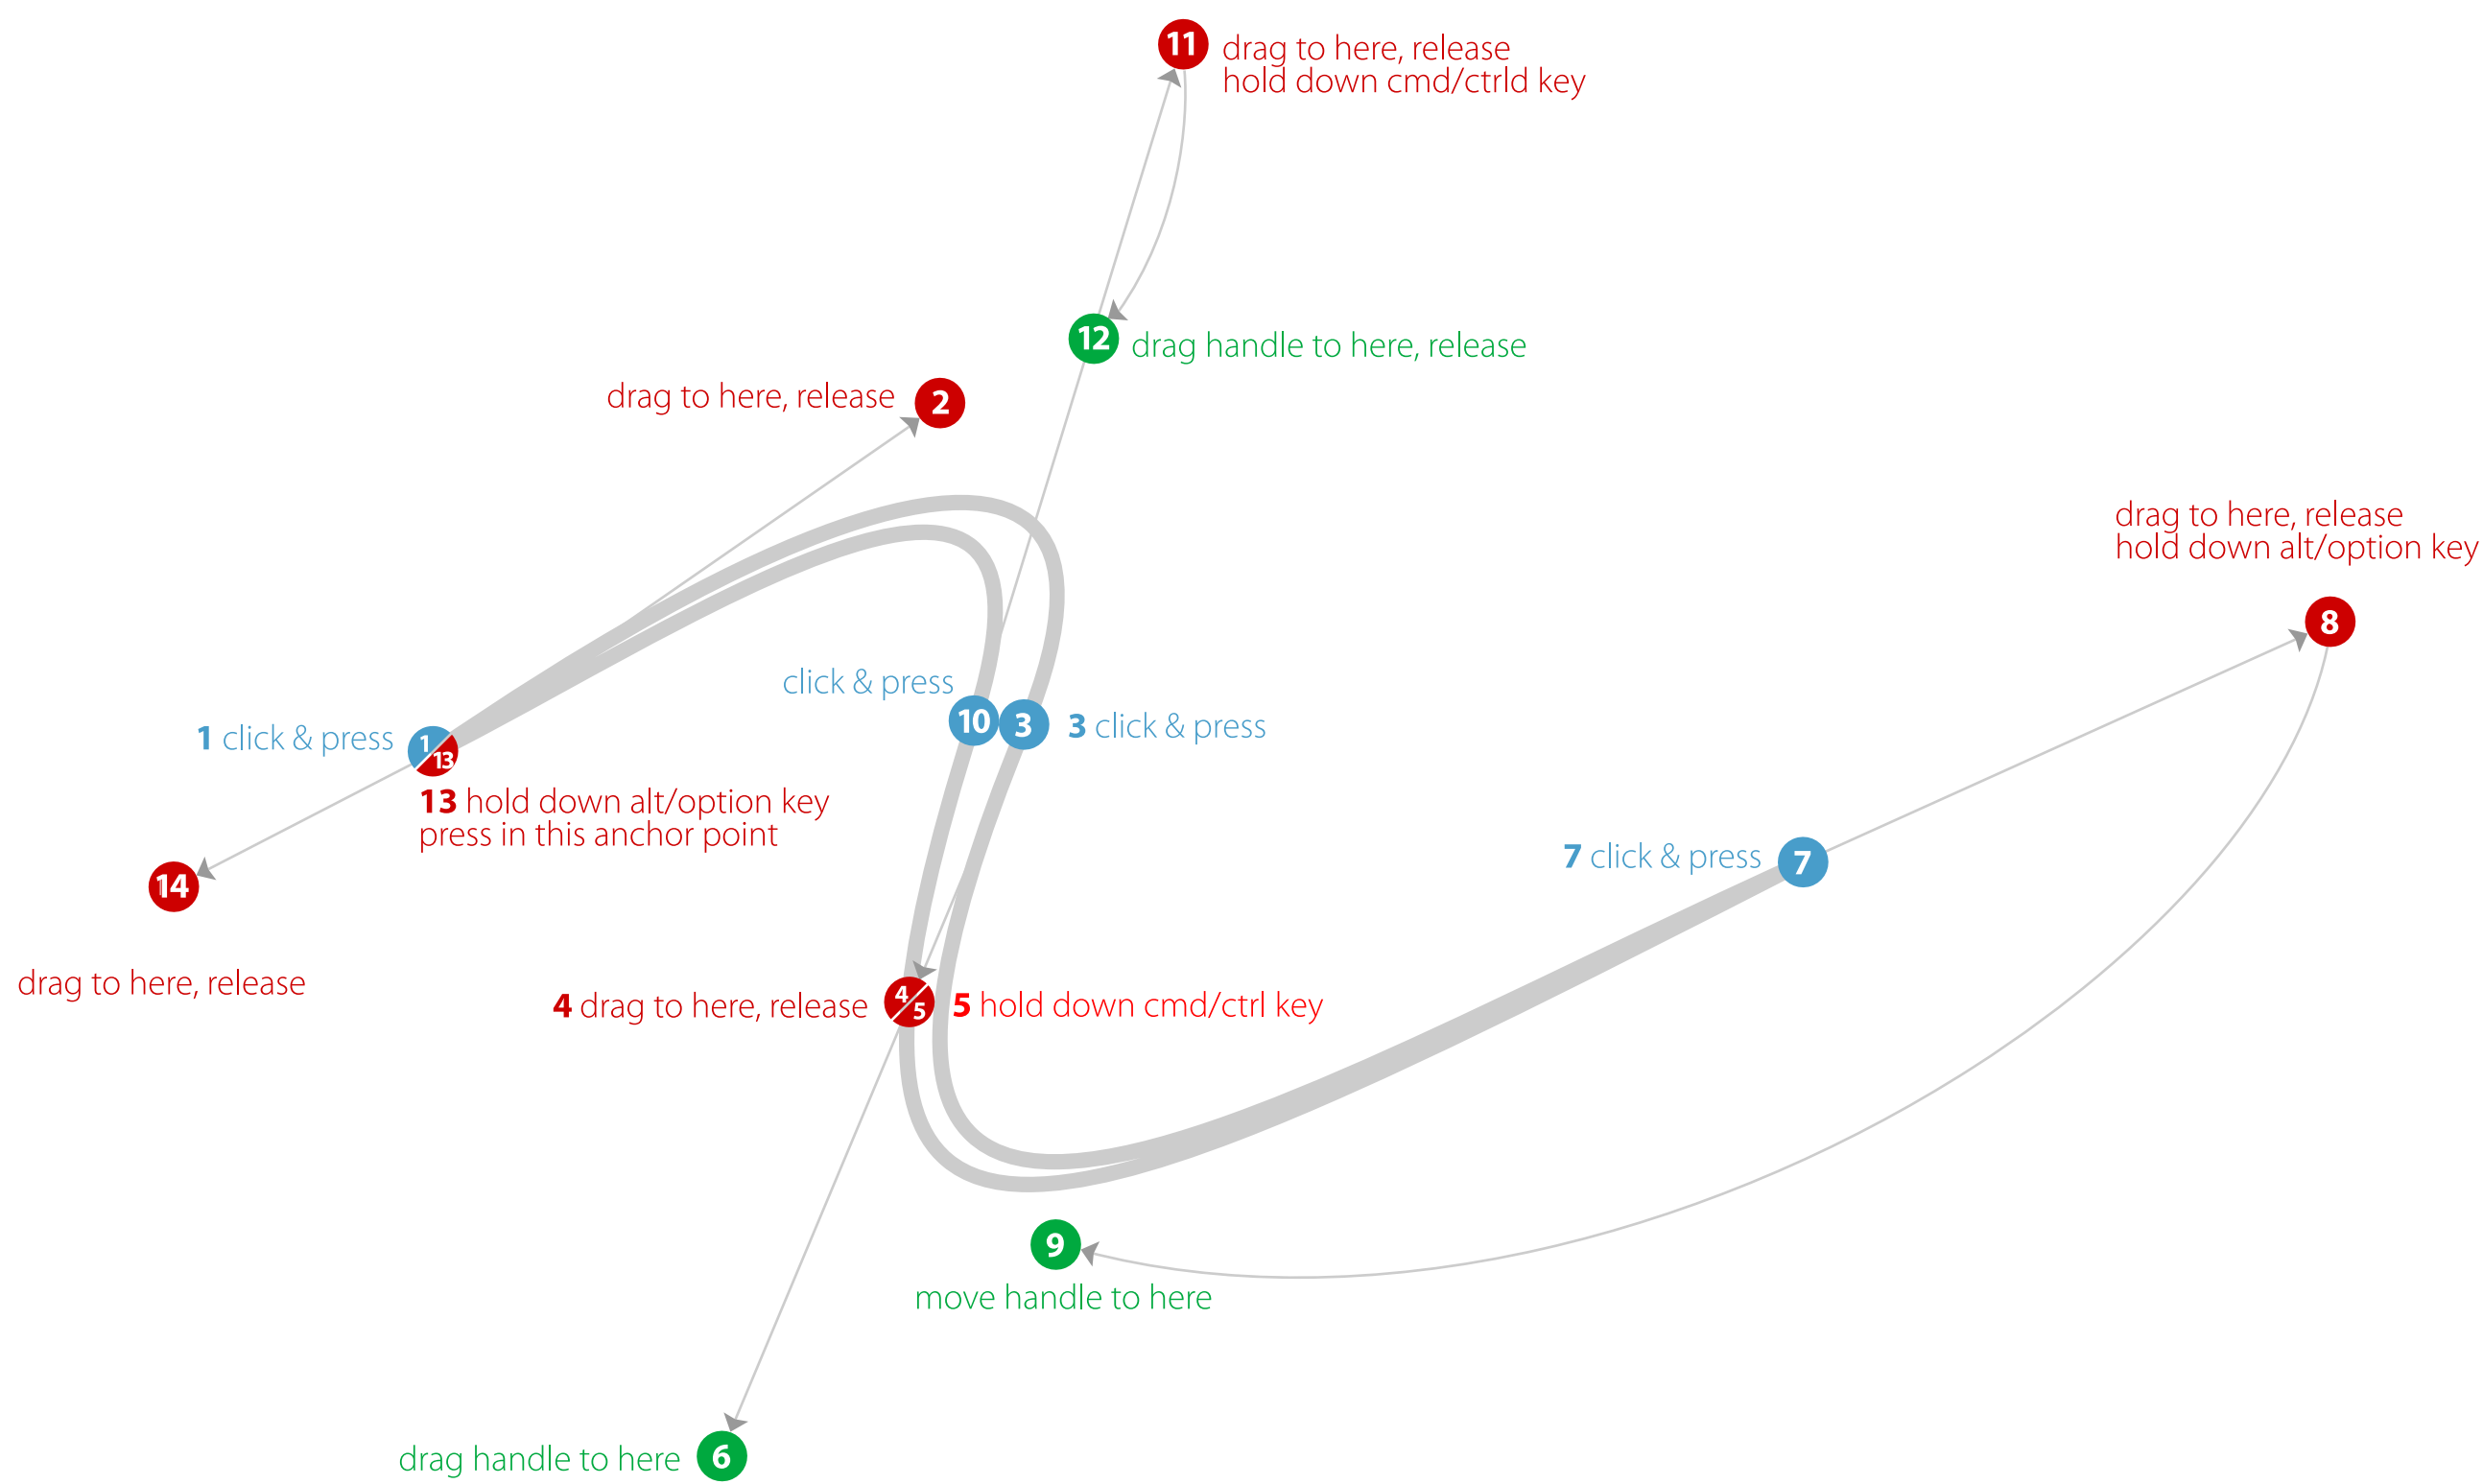 11 drag to here, release
hold down cmd/ctrld key
12 drag handle to here, release
drag to here, release 2
drag to here, release
hold down alt/option key
8
click & press
10 3 3 click & press
1 click & press 1
13
13 hold down alt/option key
press in this anchor point
7 click & press 7
14
drag to here, release
4 drag to here, release 4
5 5 hold down cmd/ctrl key
9
move handle to here
drag handle to here 6